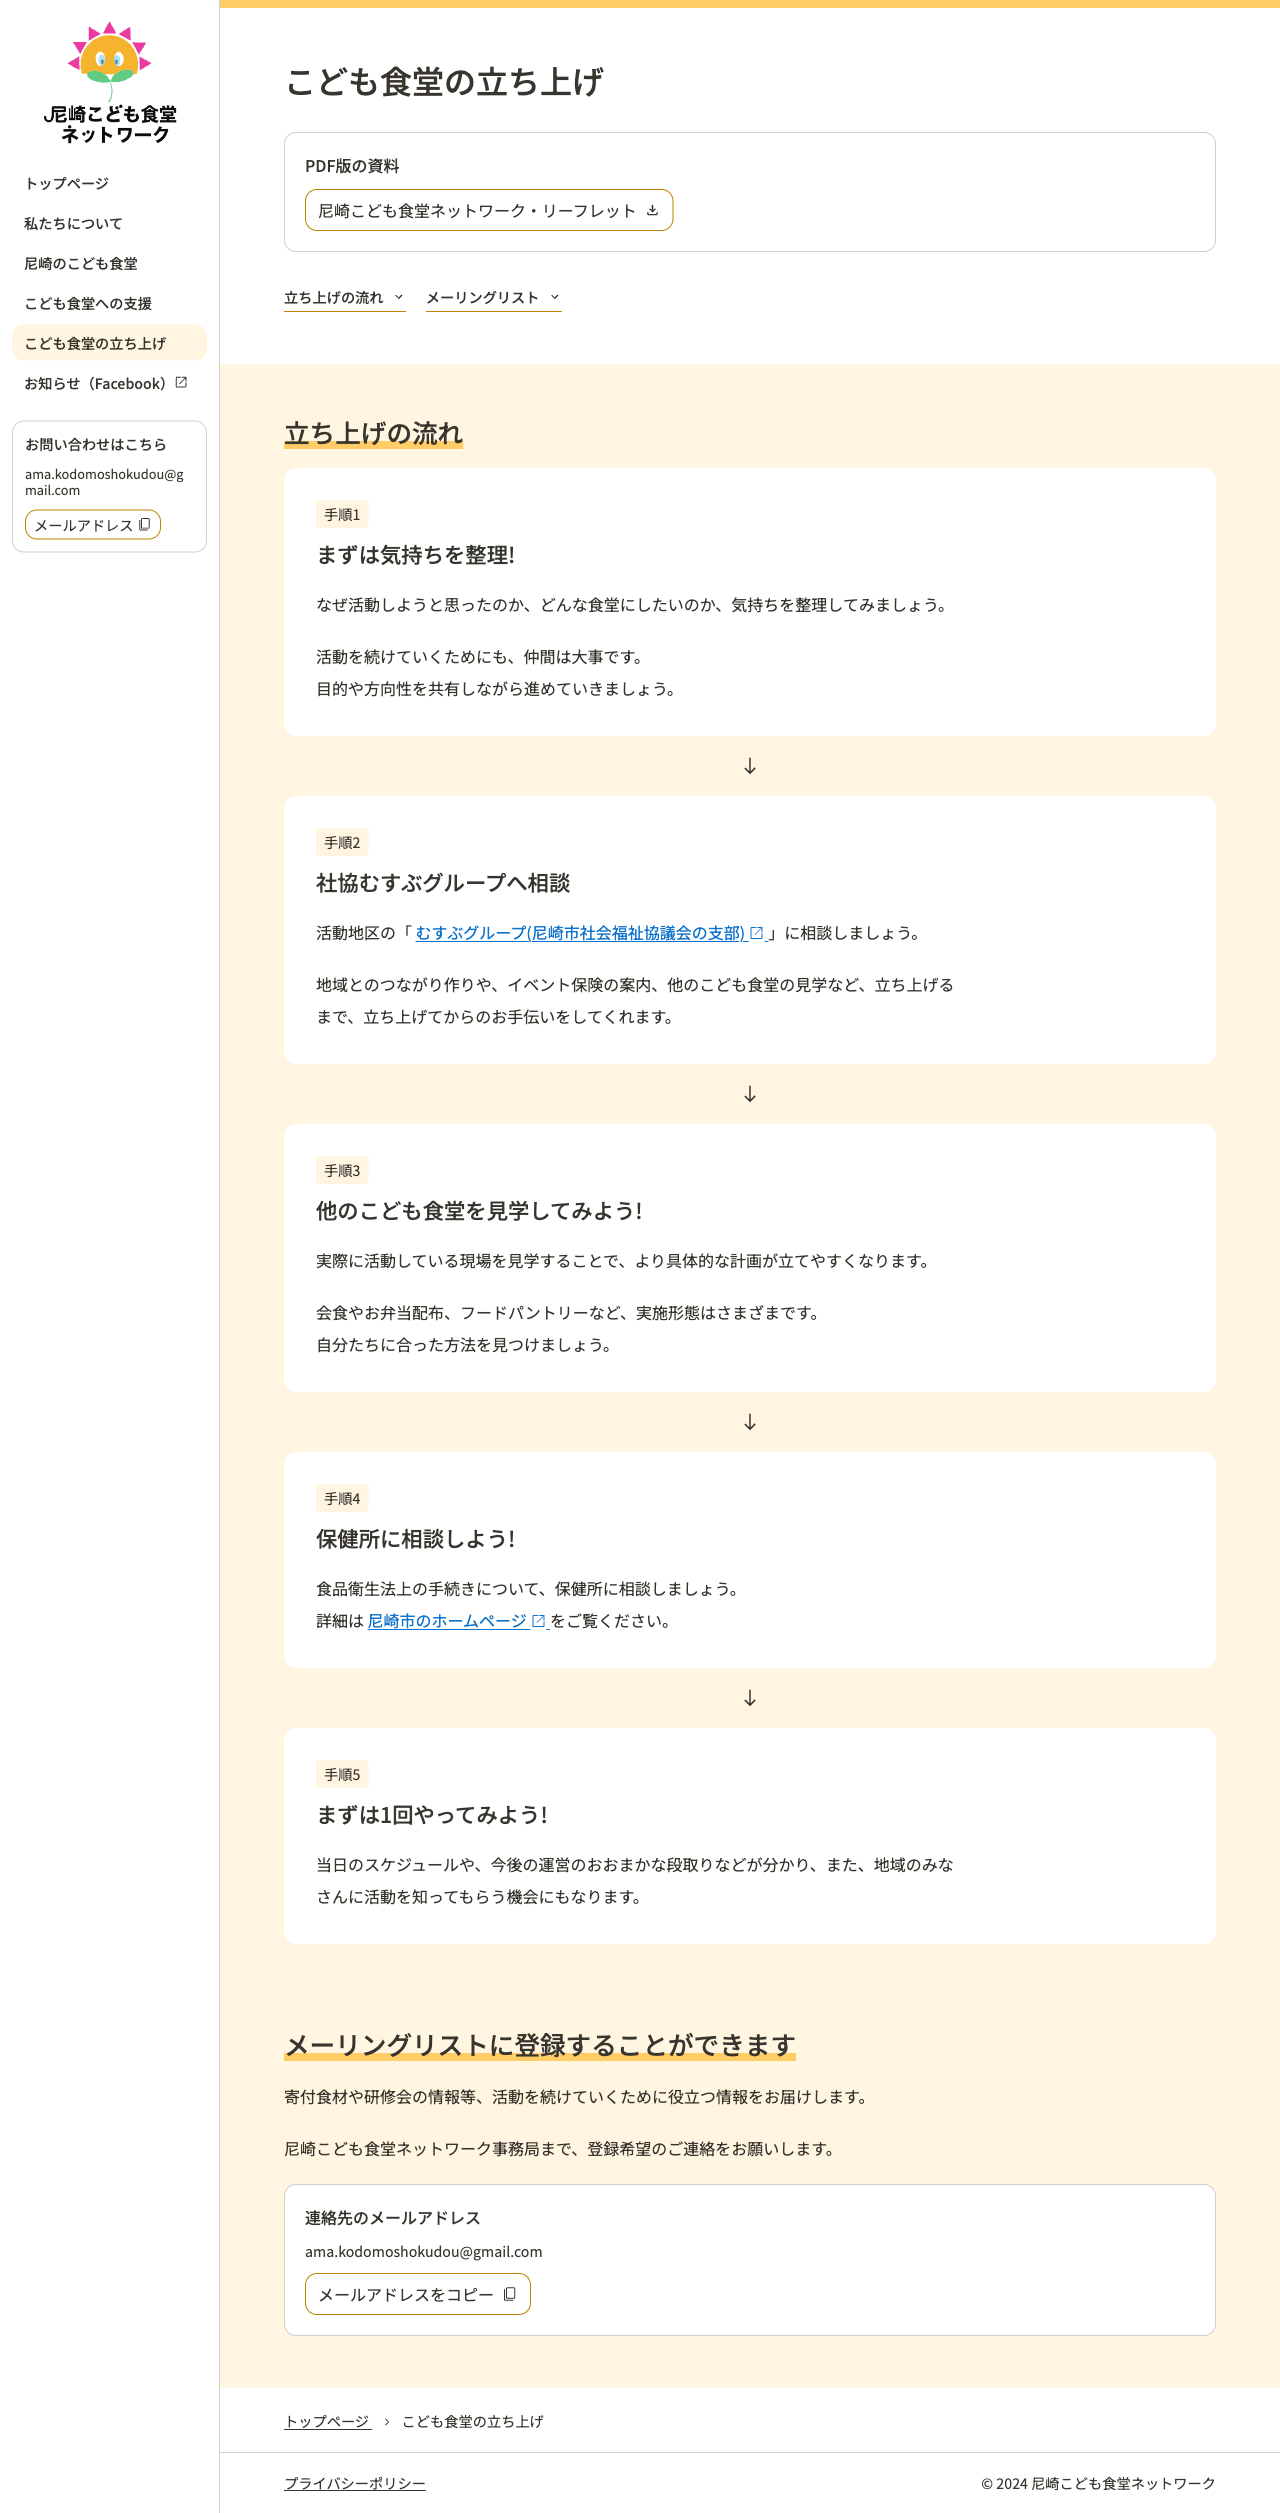 尼崎こども食堂
ネットワーク
トップページ
私たちについて
尼崎のこども食堂
こども食堂への支援
こども食堂の立ち上げ
お知らせ（Facebook）
お問い合わせはこちら
ama.kodomoshokudou@g
mail.com
メールアドレス
こども食堂の立ち上げ
PDF版の資料
尼崎こども食堂ネットワーク・リーフレット
立ち上げの流れ
メーリングリスト
立ち上げの流れ
手順1
まずは気持ちを整理!
なぜ活動しようと思ったのか、どんな食堂にしたいのか、気持ちを整理してみましょう。
活動を続けていくためにも、仲間は大事です。
目的や方向性を共有しながら進めていきましょう。
↓
手順2
社協むすぶグループへ相談
活動地区の「 むすぶグループ(尼崎市社会福祉協議会の支部) 」に相談しましょう。
地域とのつながり作りや、イベント保険の案内、他のこども食堂の見学など、立ち上げる
まで、立ち上げてからのお手伝いをしてくれます。
↓
手順3
他のこども食堂を見学してみよう!
実際に活動している現場を見学することで、より具体的な計画が立てやすくなります。
会食やお弁当配布、フードパントリーなど、実施形態はさまざまです。
自分たちに合った方法を見つけましょう。
↓
手順4
保健所に相談しよう!
食品衛生法上の手続きについて、保健所に相談しましょう。
詳細は 尼崎市のホームページ をご覧ください。
↓
手順5
まずは1回やってみよう!
当日のスケジュールや、今後の運営のおおまかな段取りなどが分かり、また、地域のみな
さんに活動を知ってもらう機会にもなります。
メーリングリストに登録することができます
寄付食材や研修会の情報等、活動を続けていくために役立つ情報をお届けします。
尼崎こども食堂ネットワーク事務局まで、登録希望のご連絡をお願いします。
連絡先のメールアドレス
ama.kodomoshokudou@gmail.com
メールアドレスをコピー
トップページ › こども食堂の立ち上げ
プライバシーポリシー
© 2024 尼崎こども食堂ネットワーク